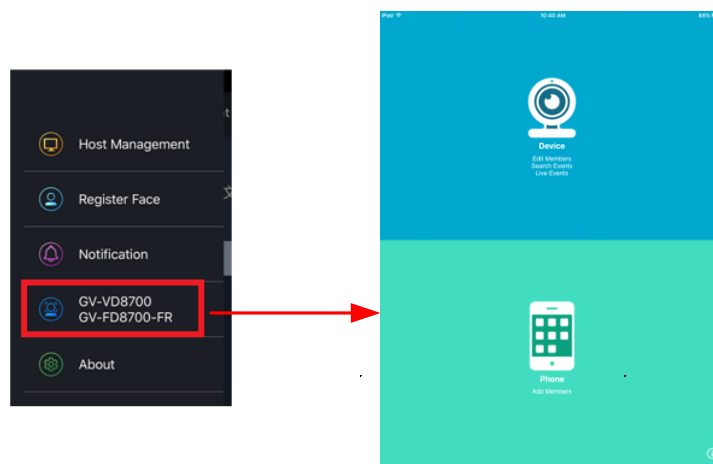 Host Management
Register Face
Notification
GV-VD8700
GV-FD8700-FR
About
iPad
10:40 AM
88%
Device
Edit Members
Search Events
Live Events
Phone
Add Members